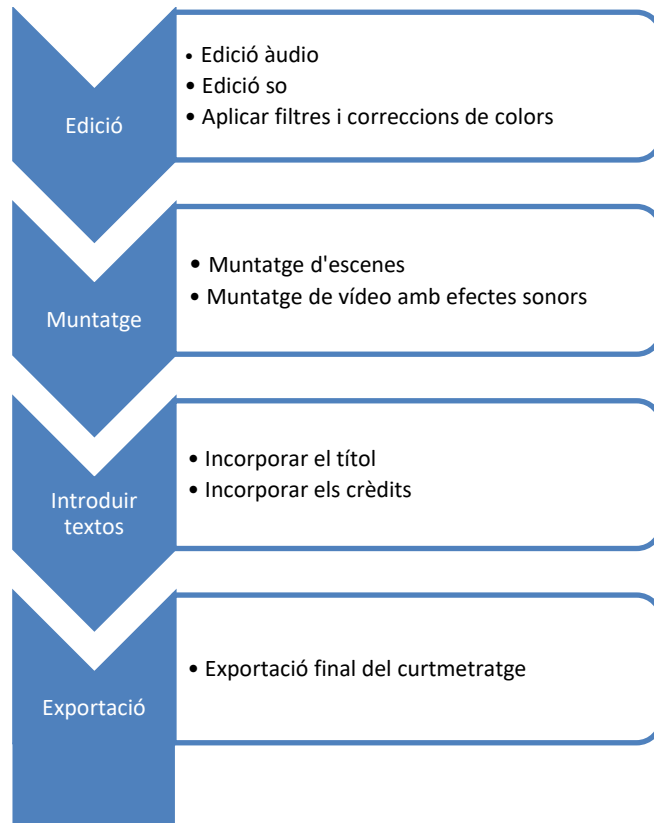 Edició
• Edició àudio
• Edició so
• Aplicar filtres i correccions de colors
Muntatge
• Muntatge d'escenes
• Muntatge de vídeo amb efectes sonors
Introduir
textos
• Incorporar el títol
• Incorporar els crèdits
Exportació
• Exportació final del curtmetratge